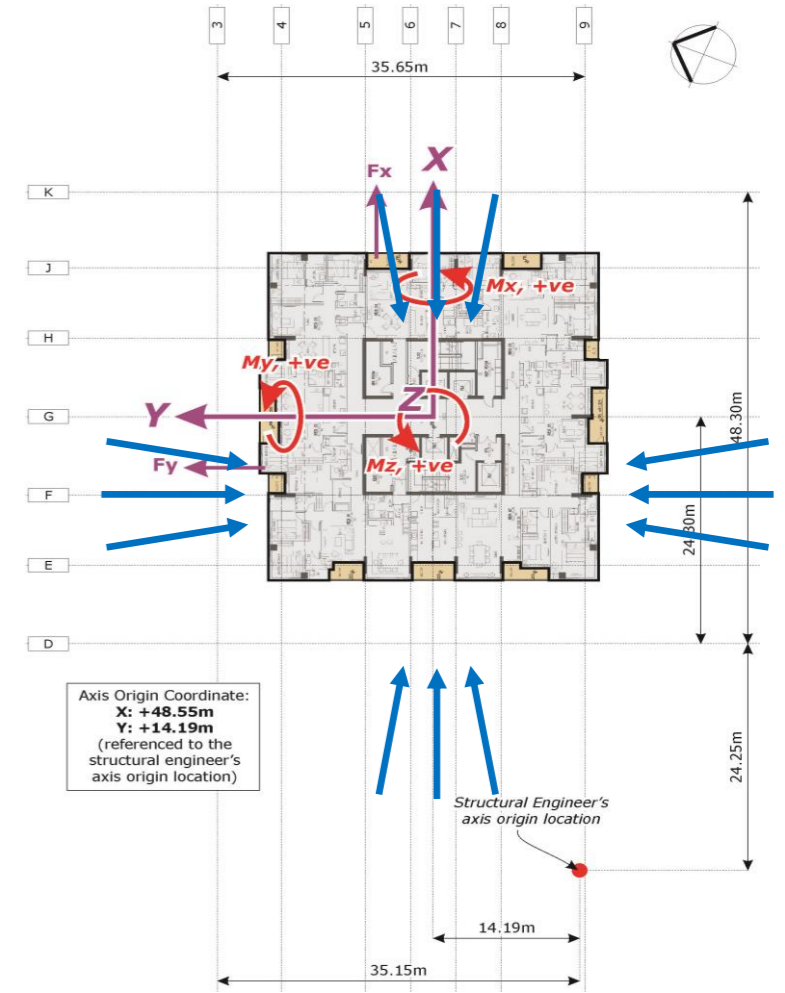 3 4 5 6 7 8 9
35.65m
X
Fx
K
J
Mx, +ve
H
My, +ve
Z
Y
G
48.30m
Fy
Mz, +ve
F
24.30m
E
D
Axis Origin Coordinate:
X: +48.55m
Y: +14.19m
(referenced to the
structural engineer's
axis origin location)
24.25m
Structural Engineer's
axis origin location
14.19m
35.15m